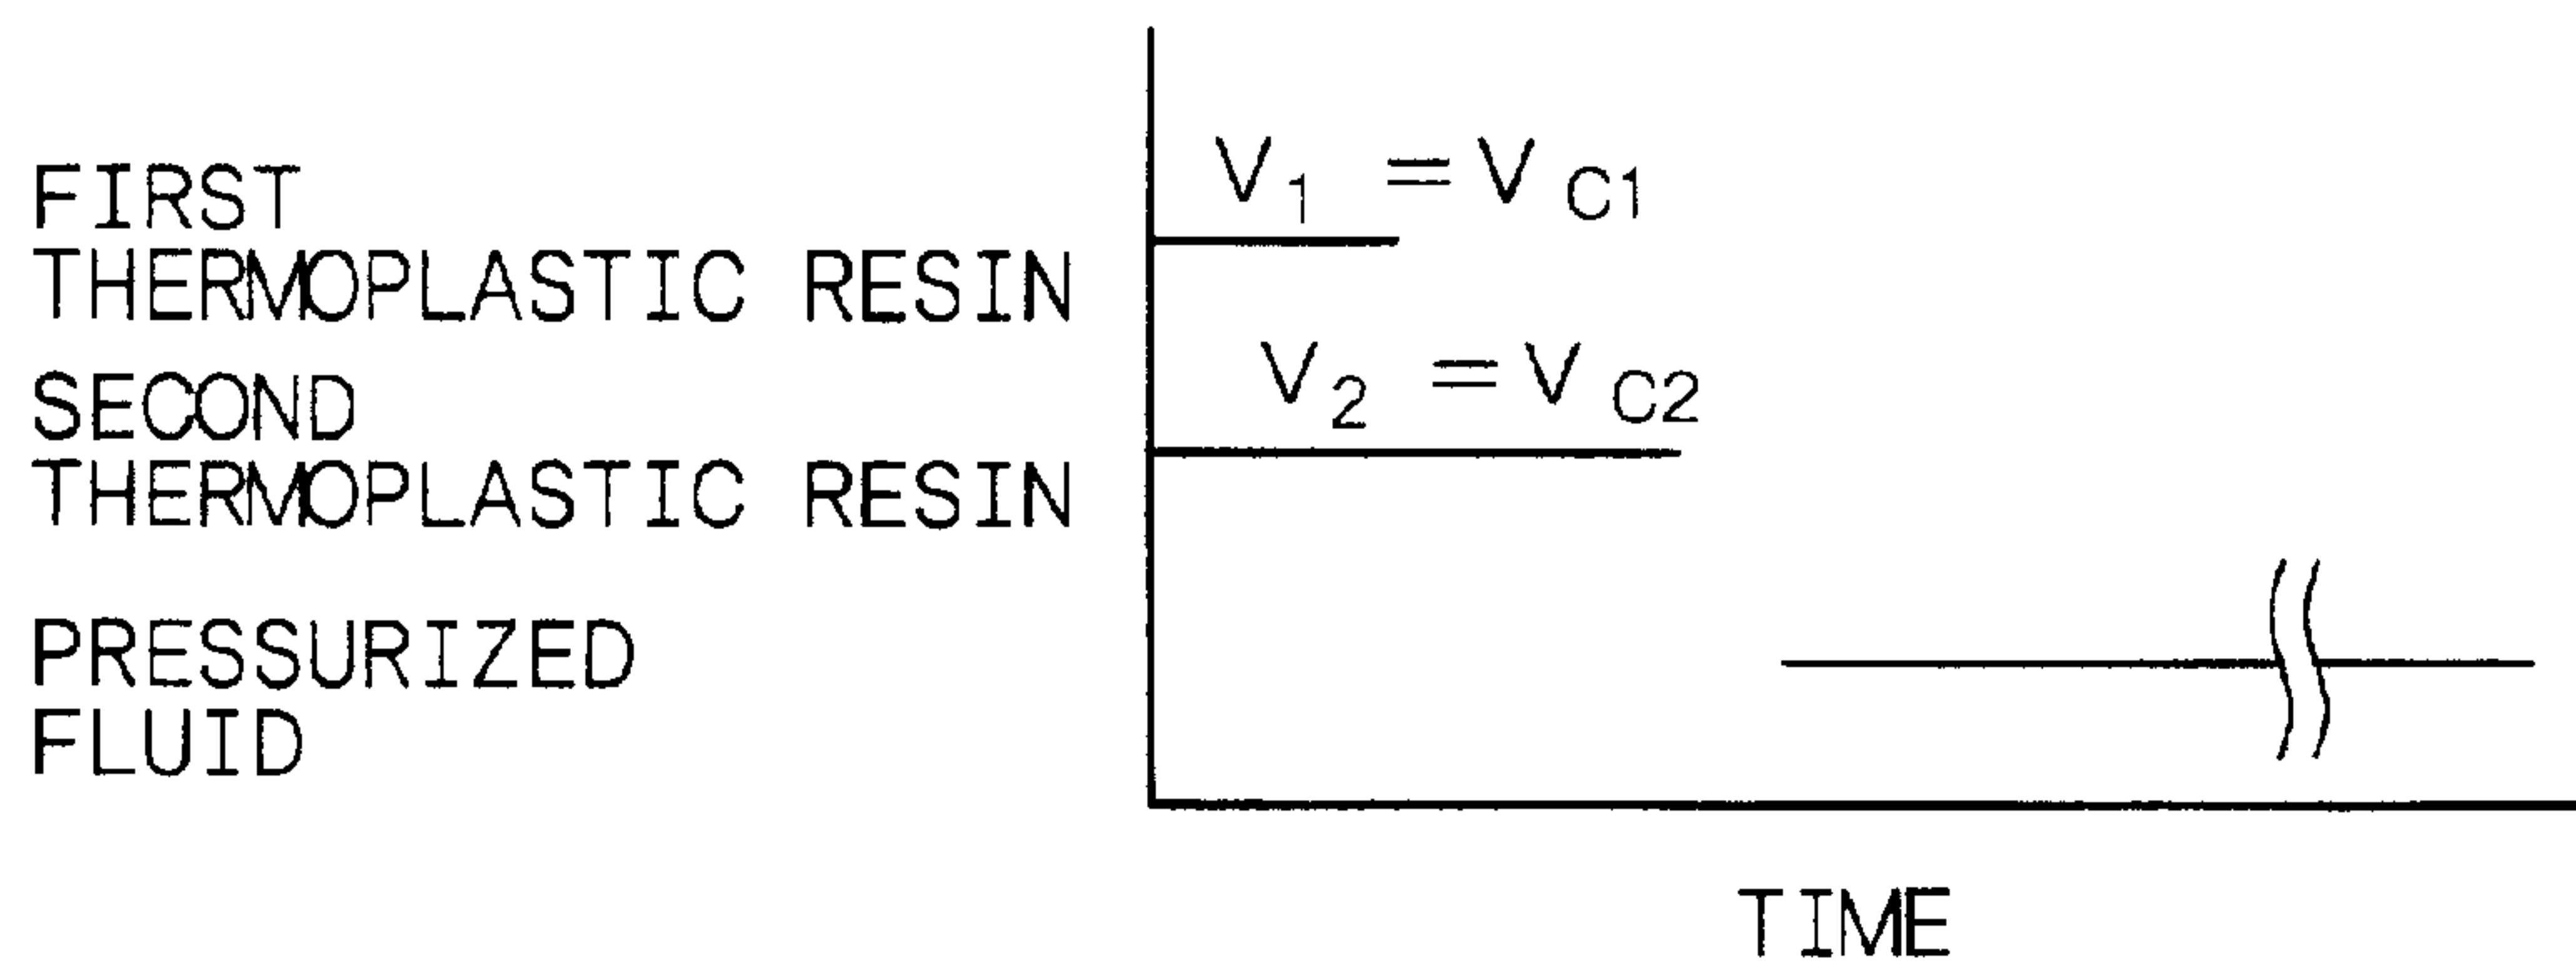 FIRST
THERMOPLASTIC RESIN
V1 = VC1
SECOND
THERMOPLASTIC RESIN
V2 = VC2
PRESSURIZED
FLUID
TIME